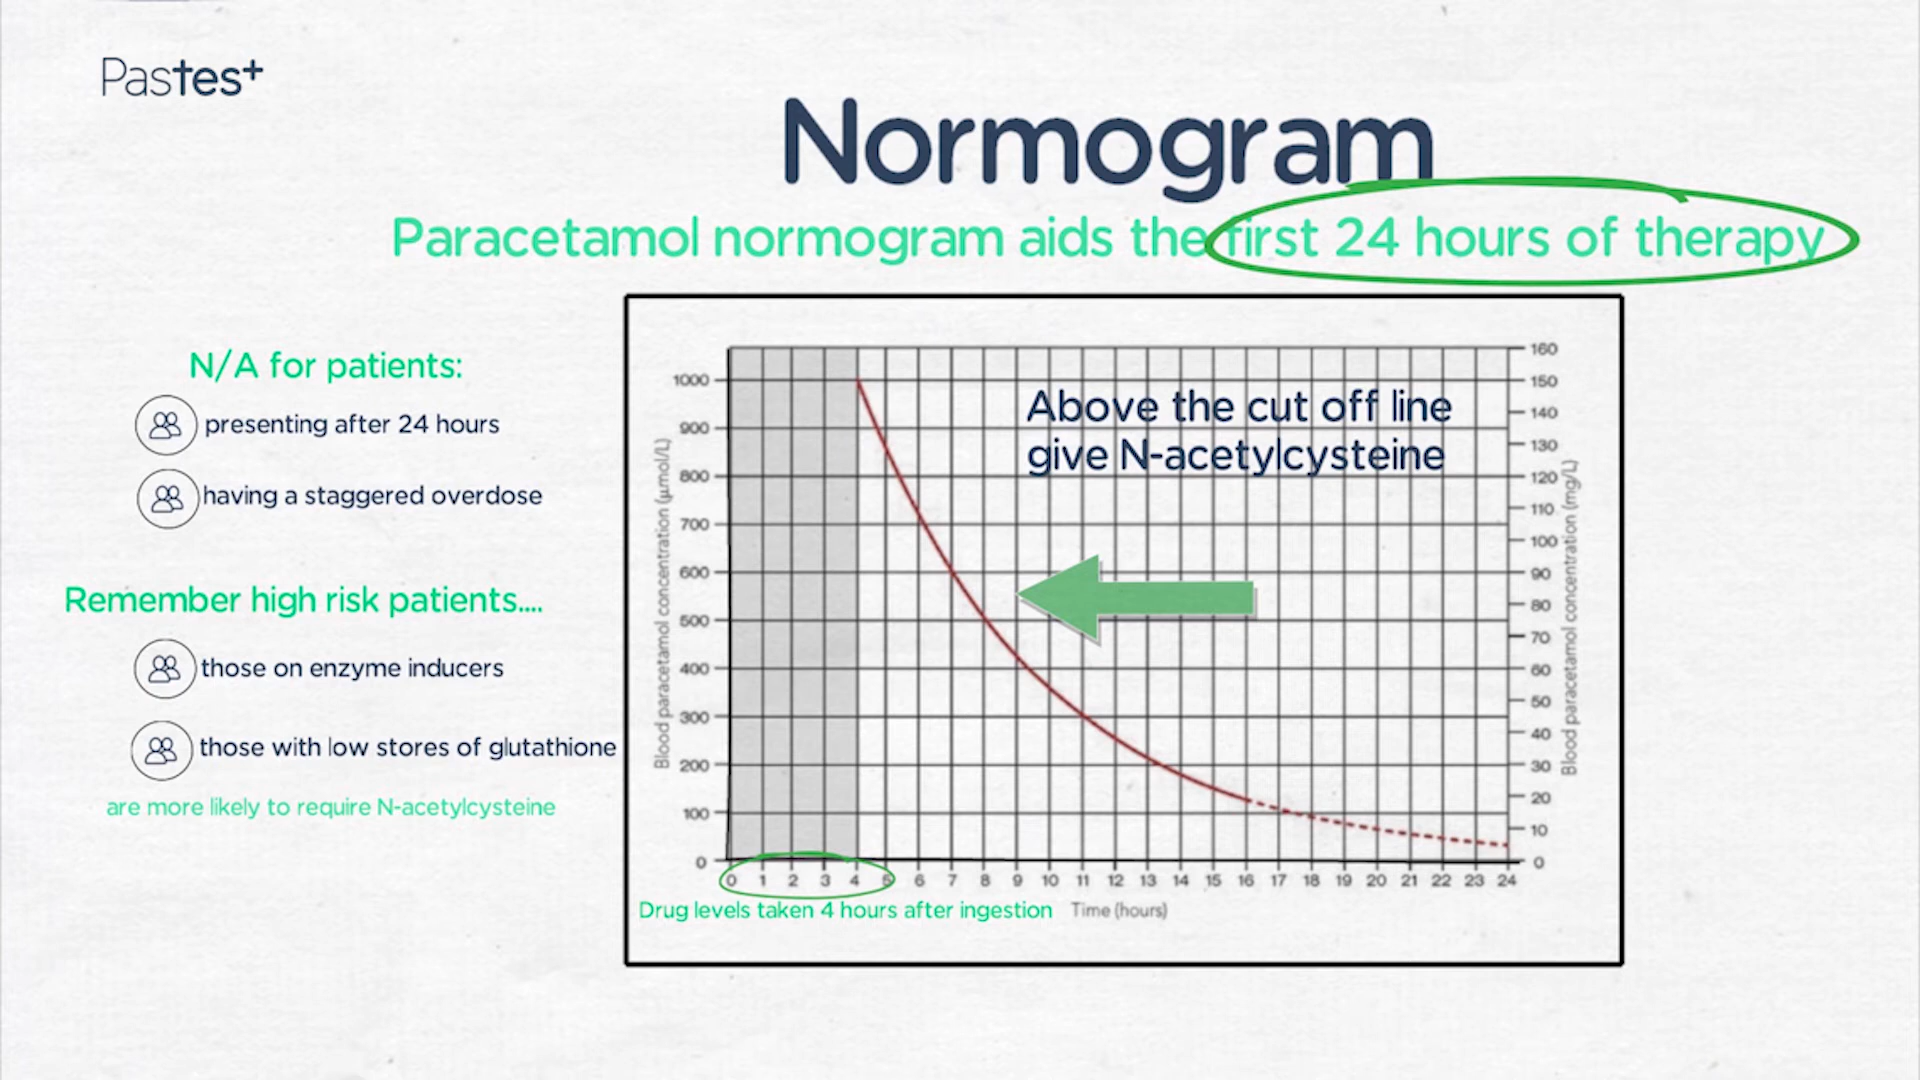 Pastes+
Normogram
Paracetamol normogram aids the first 24 hours of therapy
N/A for patients:
presenting after 24 hours
having a staggered overdose
Remember high risk patients....
those on enzyme inducers
those with low stores of glutathione
are more likely to require N-acetylcysteine
Above the cut off line
give N-acetylcysteine
Blood paracetamol concentration (μmol/L)
1000
900
800
700
600
500
400
300
200
100
0
160
150
140
130
120
110
100
90
80
70
60
50
40
30
20
10
0
Blood paracetamol concentration (mg/L)
0 1 2 3 4 5 6 7 8 9 10 11 12 13 14 15 16 17 18 19 20 21 22 23 24
Drug levels taken 4 hours after ingestion
Time (hours)